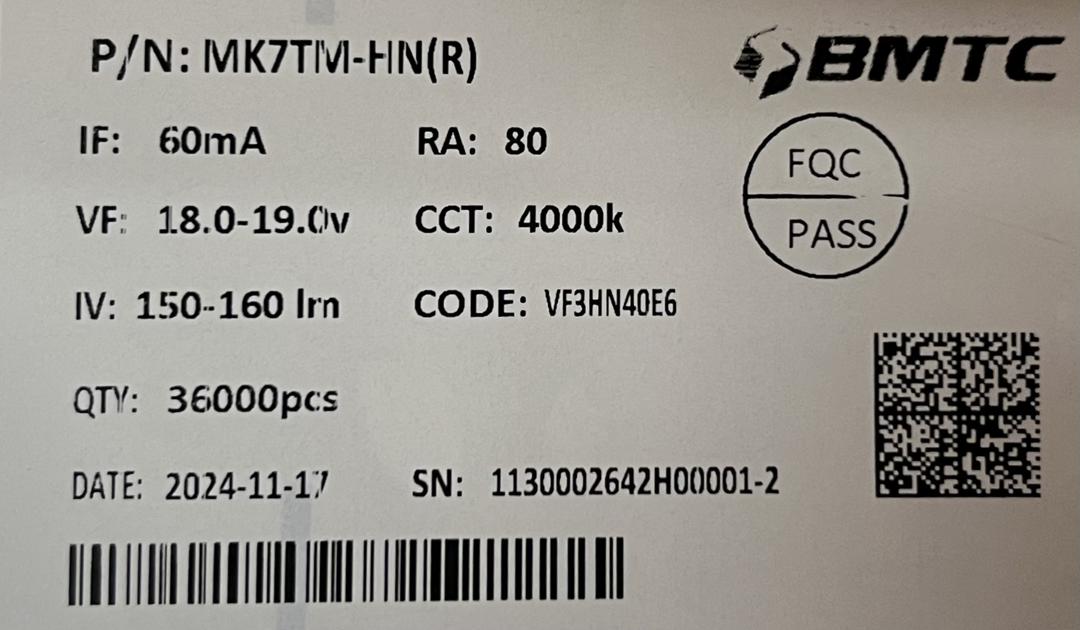 P/N: MK7TM-HN(R)
BMTC
IF: 60mA RA: 80
FQC
PASS
VF: 18.0-19.0v CCT: 4000k
IV: 150-160 lm CODE: VF3HN40E6
QTY: 36000pcs
DATE: 2024-11-17 SN: 1130002642H00001-2